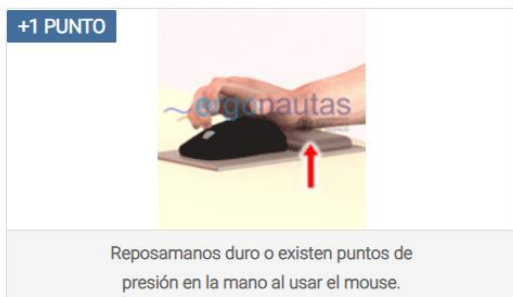 +1 PUNTO
ergonautas
Reposamanos duro o existen puntos de
presión en la mano al usar el mouse.